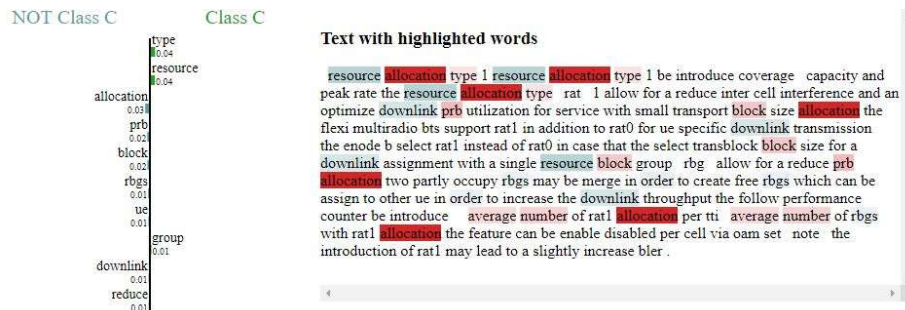 NOT Class C
Class C
type
0.04
resource
0.04
allocation
0.03
prb
0.02
block
0.02
rbgs
0.01
ue
0.01
group
0.01
downlink
0.01
reduce
0.01
Text with highlighted words
resource allocation type 1 resource allocation type 1 be introduce coverage capacity and
peak rate the resource allocation type rat 1 allow for a reduce inter cell interference and an
optimize downlink prb utilization for service with small transport block size allocation the
flexi multiradio bts support rat1 in addition to rat0 for ue specific downlink transmission
the enode b select rat1 instead of rat0 in case that the select transblock block size for a
downlink assignment with a single resource block group rbg allow for a reduce prb
allocation two partly occupy rbgs may be merge in order to create free rbgs which can be
assign to other ue in order to increase the downlink throughput the follow performance
counter be introduce average number of rat1 allocation per tti average number of rbgs
with rat1 allocation the feature can be enable disabled per cell via oam set note the
introduction of rat1 may lead to a slightly increase bler .